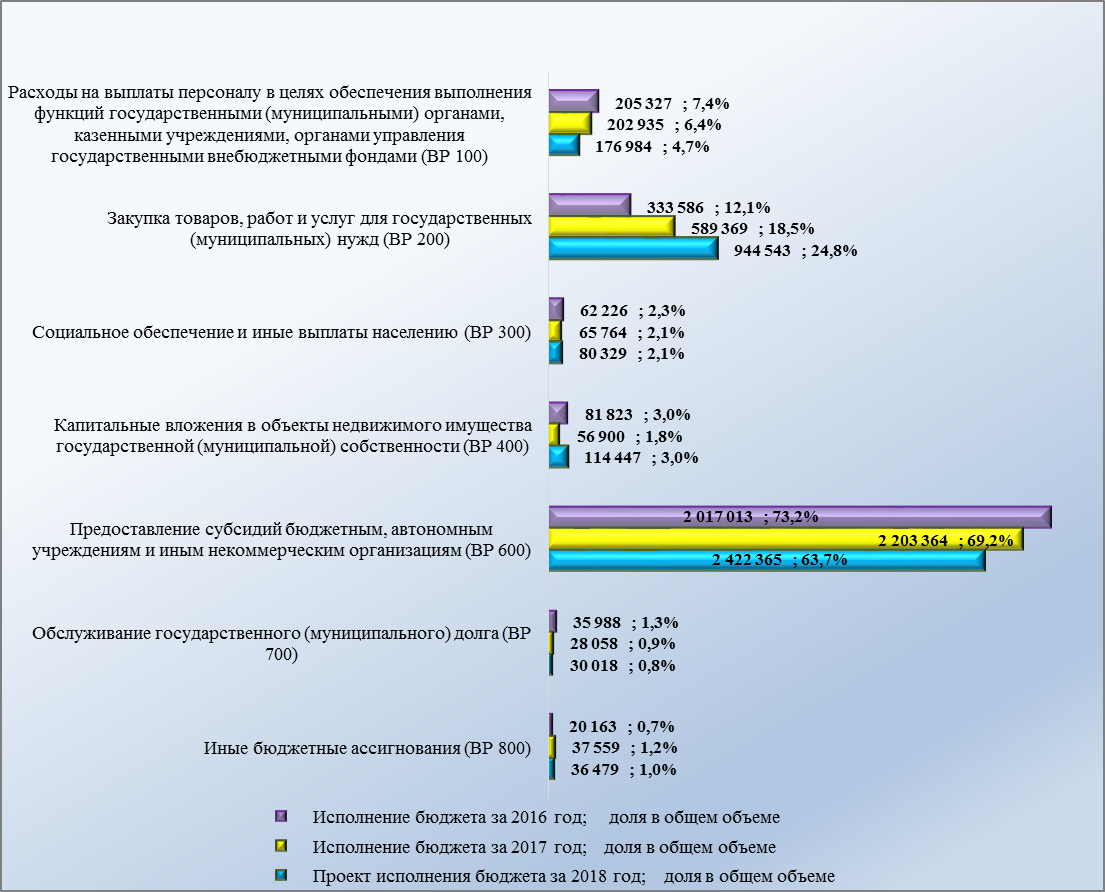 Расходы на выплаты персоналу в целях обеспечения выполнения
функций государственными (муниципальными) органами,
казенными учреждениями, органами управления
государственными внебюджетными фондами (ВР 100)
205 327 ; 7,4%
202 935 ; 6,4%
176 984 ; 4,7%
Закупка товаров, работ и услуг для государственных
(муниципальных) нужд (ВР 200)
333 586 ; 12,1%
589 369 ; 18,5%
944 543 ; 24,8%
Социальное обеспечение и иные выплаты населению (ВР 300)
62 226 ; 2,3%
65 764 ; 2,1%
80 329 ; 2,1%
Капитальные вложения в объекты недвижимого имущества
государственной (муниципальной) собственности (ВР 400)
81 823 ; 3,0%
56 900 ; 1,8%
114 447 ; 3,0%
Предоставление субсидий бюджетным, автономным
учреждениям и иным некоммерческим организациям (ВР 600)
2 017 013 ; 73,2%
2 203 364 ; 69,2%
2 422 365 ; 63,7%
Обслуживание государственного (муниципального) долга (ВР
700)
35 988 ; 1,3%
28 058 ; 0,9%
30 018 ; 0,8%
Иные бюджетные ассигнования (ВР 800)
20 163 ; 0,7%
37 559 ; 1,2%
36 479 ; 1,0%
Исполнение бюджета за 2016 год; доля в общем объеме
Исполнение бюджета за 2017 год; доля в общем объеме
Проект исполнения бюджета за 2018 год; доля в общем объеме